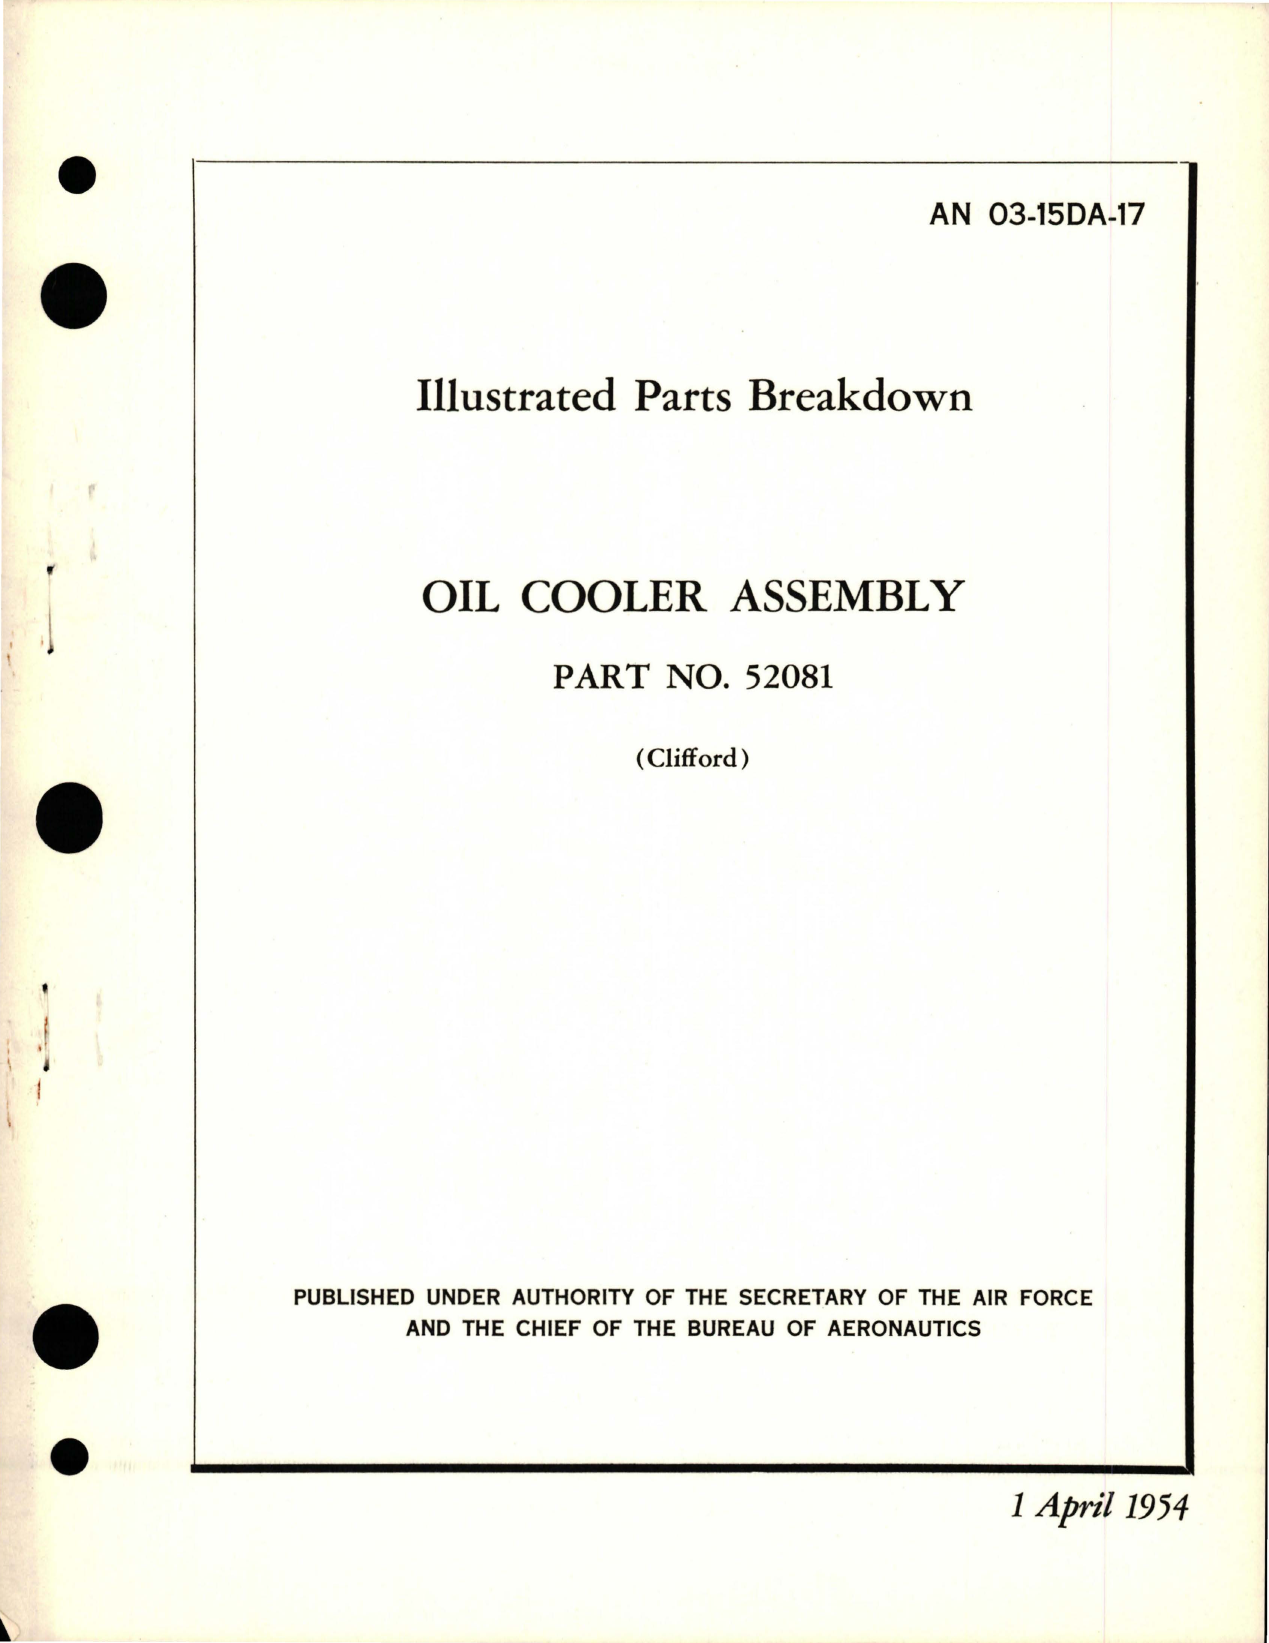 AN 03-15DA-17
Illustrated Parts Breakdown
OIL COOLER ASSEMBLY
PART NO. 52081
(Clifford)
PUBLISHED UNDER AUTHORITY OF THE SECRETARY OF THE AIR FORCE
AND THE CHIEF OF THE BUREAU OF AERONAUTICS
1 April 1954